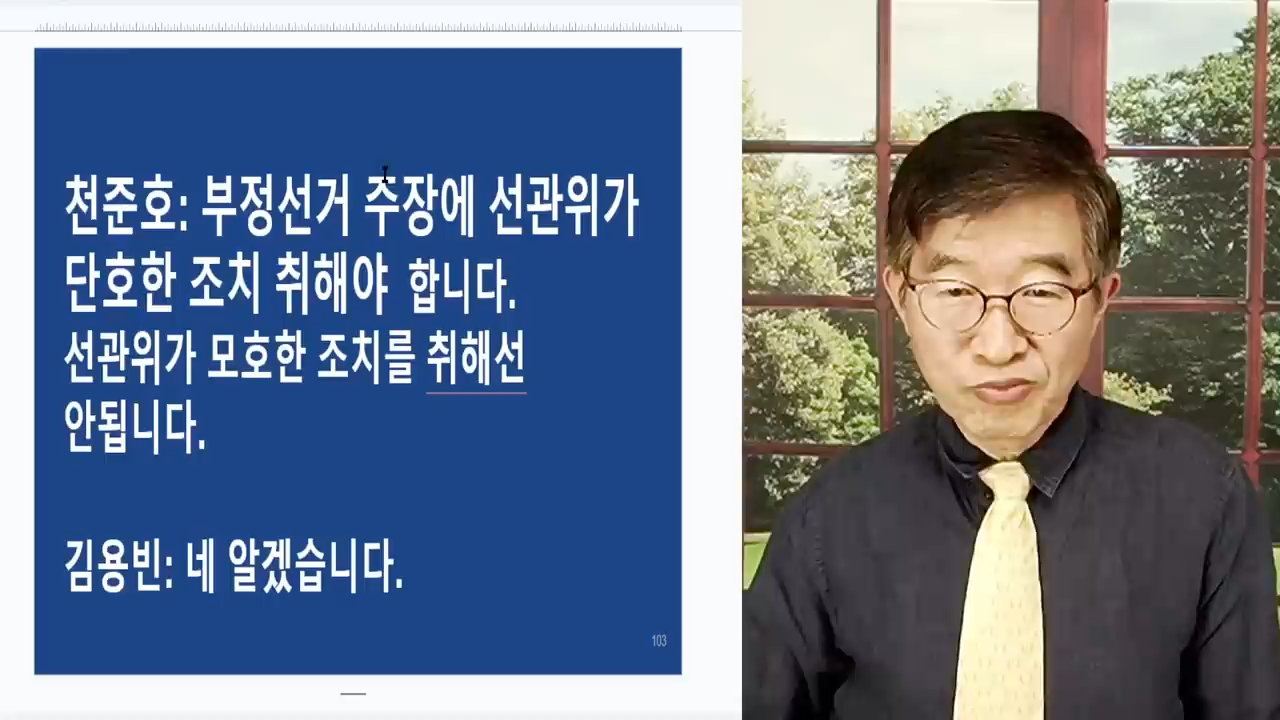 천준호: 부정선거 주장에 선관위가
단호한 조치 취해야 합니다.
선관위가 모호한 조치를 취해선
안됩니다.
김용빈: 네 알겠습니다.
103